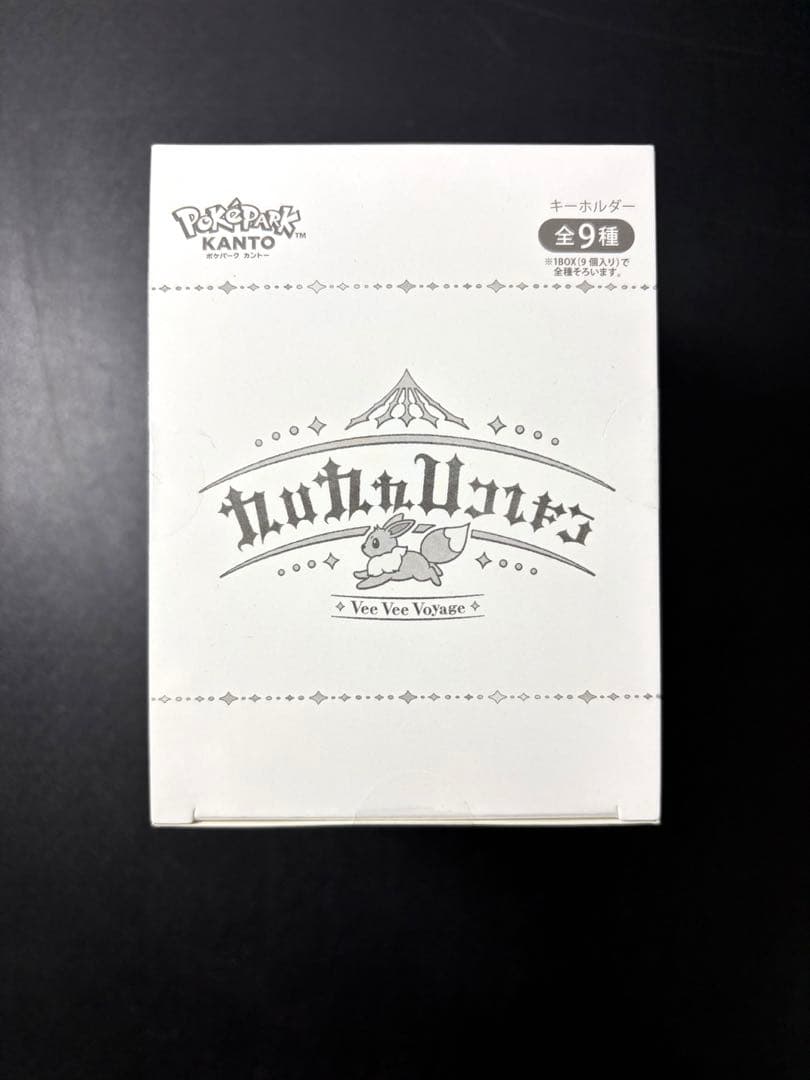 POKÉPARK™
KANTO
ポケパーク カントー
キーホルダー
全9種
※1BOX(9個入り)で
全種そろいます。
Vee Vee Voyage